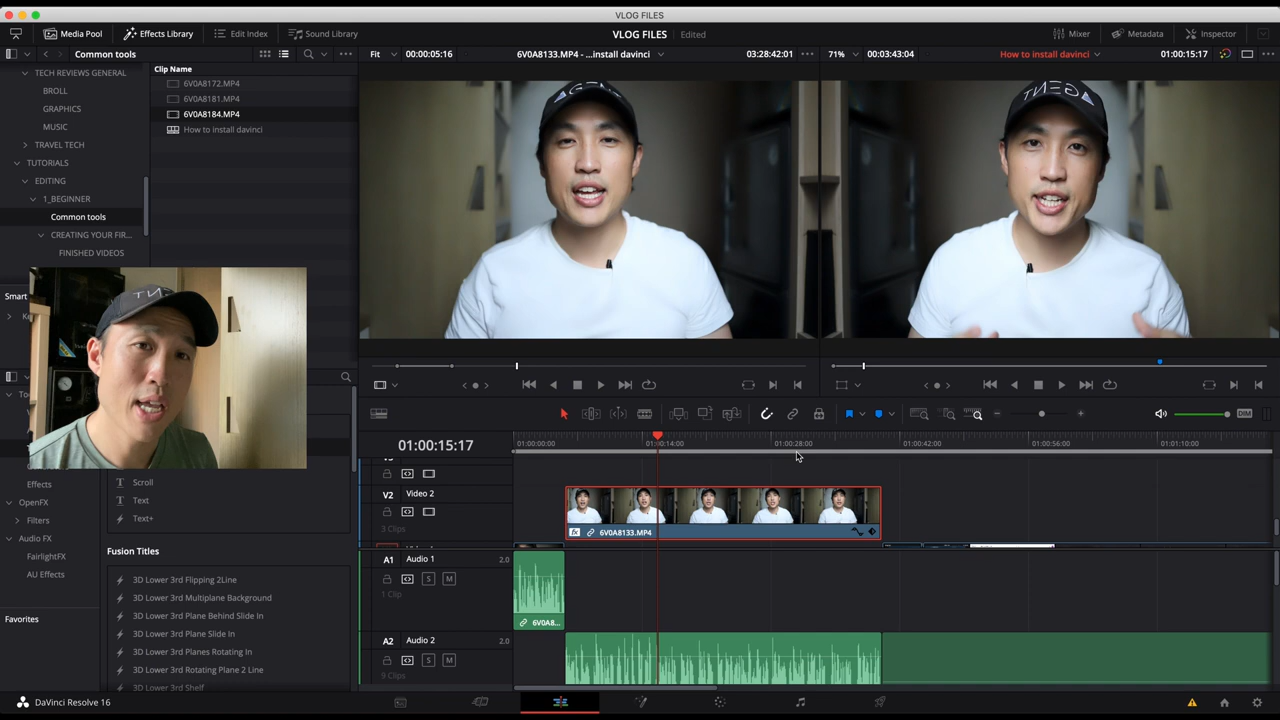 VLOG FILES
Media Pool
Effects Library
Edit Index
Sound Library
VLOG FILES
Edited
Mixer
Metadata
Inspector
Common tools
Fit
00:00:05:16
6V0A8133.MP4 - ...install davinci
03:28:42:01
71%
00:03:43:04
How to install davinci
01:00:15:17
TECH REVIEWS GENERAL
BROLL
GRAPHICS
MUSIC
TRAVEL TECH
TUTORIALS
EDITING
1_BEGINNER
Common tools
CREATING YOUR FIR...
FINISHED VIDEOS
Smart
Clip Name
6V0A8172.MP4
6V0A8181.MP4
6V0A8184.MP4
How to install davinci
DIM
01:00:15:17
01:00:00:00
01:00:14:00
01:00:28:00
01:00:42:00
01:00:56:00
01:01:10:00
V2
Video 2
3 Clips
6V0A8133.MP4
A1
Audio 1
2.0
S
M
1 Clip
6V0A8...
A2
Audio 2
2.0
S
M
9 Clips
Effects
OpenFX
Filters
Audio FX
FairlightFX
AU Effects
Favorites
Scroll
Text
Text+
Fusion Titles
3D Lower 3rd Flipping 2Line
3D Lower 3rd Multiplane Background
3D Lower 3rd Plane Behind Slide In
3D Lower 3rd Plane Slide In
3D Lower 3rd Planes Rotating In
3D Lower 3rd Rotating Plane 2 Line
3D Lower 3rd Shelf
DaVinci Resolve 16